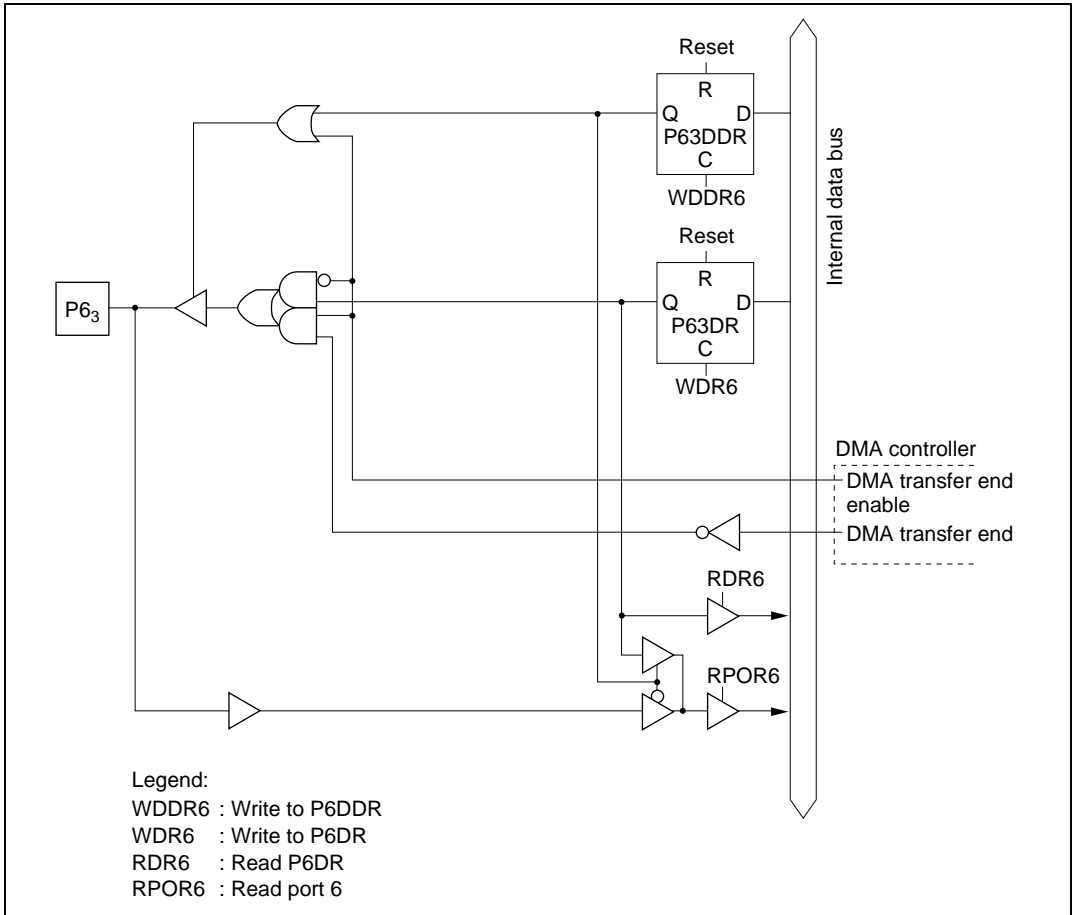 Reset
R
Q D
P63DDR
C
WDDR6
Reset
R
Q D
P63DR
C
WDR6
P6₃
Internal data bus
DMA controller
DMA transfer end
enable
DMA transfer end
RDR6
RPOR6
Legend:
WDDR6 : Write to P6DDR
WDR6 : Write to P6DR
RDR6 : Read P6DR
RPOR6 : Read port 6